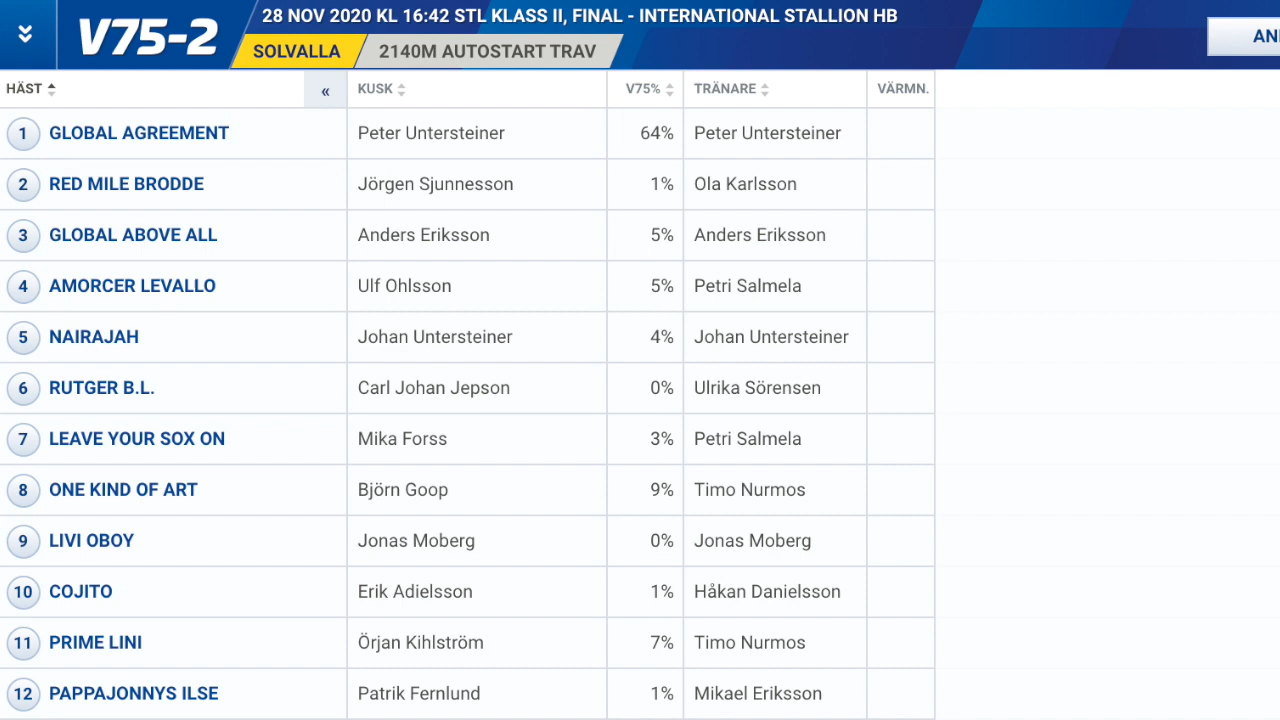 V75-2
28 NOV 2020 KL 16:42 STL KLASS II, FINAL - INTERNATIONAL STALLION HB
SOLVALLA 2140M AUTOSTART TRAV
HÄST « KUSK V75% TRÄNARE VÄRMN.
1 GLOBAL AGREEMENT Peter Untersteiner 64% Peter Untersteiner
2 RED MILE BRODDE Jörgen Sjunnesson 1% Ola Karlsson
3 GLOBAL ABOVE ALL Anders Eriksson 5% Anders Eriksson
4 AMORCER LEVALLO Ulf Ohlsson 5% Petri Salmela
5 NAIRAJAH Johan Untersteiner 4% Johan Untersteiner
6 RUTGER B.L. Carl Johan Jepson 0% Ulrika Sörensen
7 LEAVE YOUR SOX ON Mika Forss 3% Petri Salmela
8 ONE KIND OF ART Björn Goop 9% Timo Nurmos
9 LIVI OBOY Jonas Moberg 0% Jonas Moberg
10 COJITO Erik Adielsson 1% Håkan Danielsson
11 PRIME LINI Örjan Kihlström 7% Timo Nurmos
12 PAPPAJONNYS ILSE Patrik Fernlund 1% Mikael Eriksson